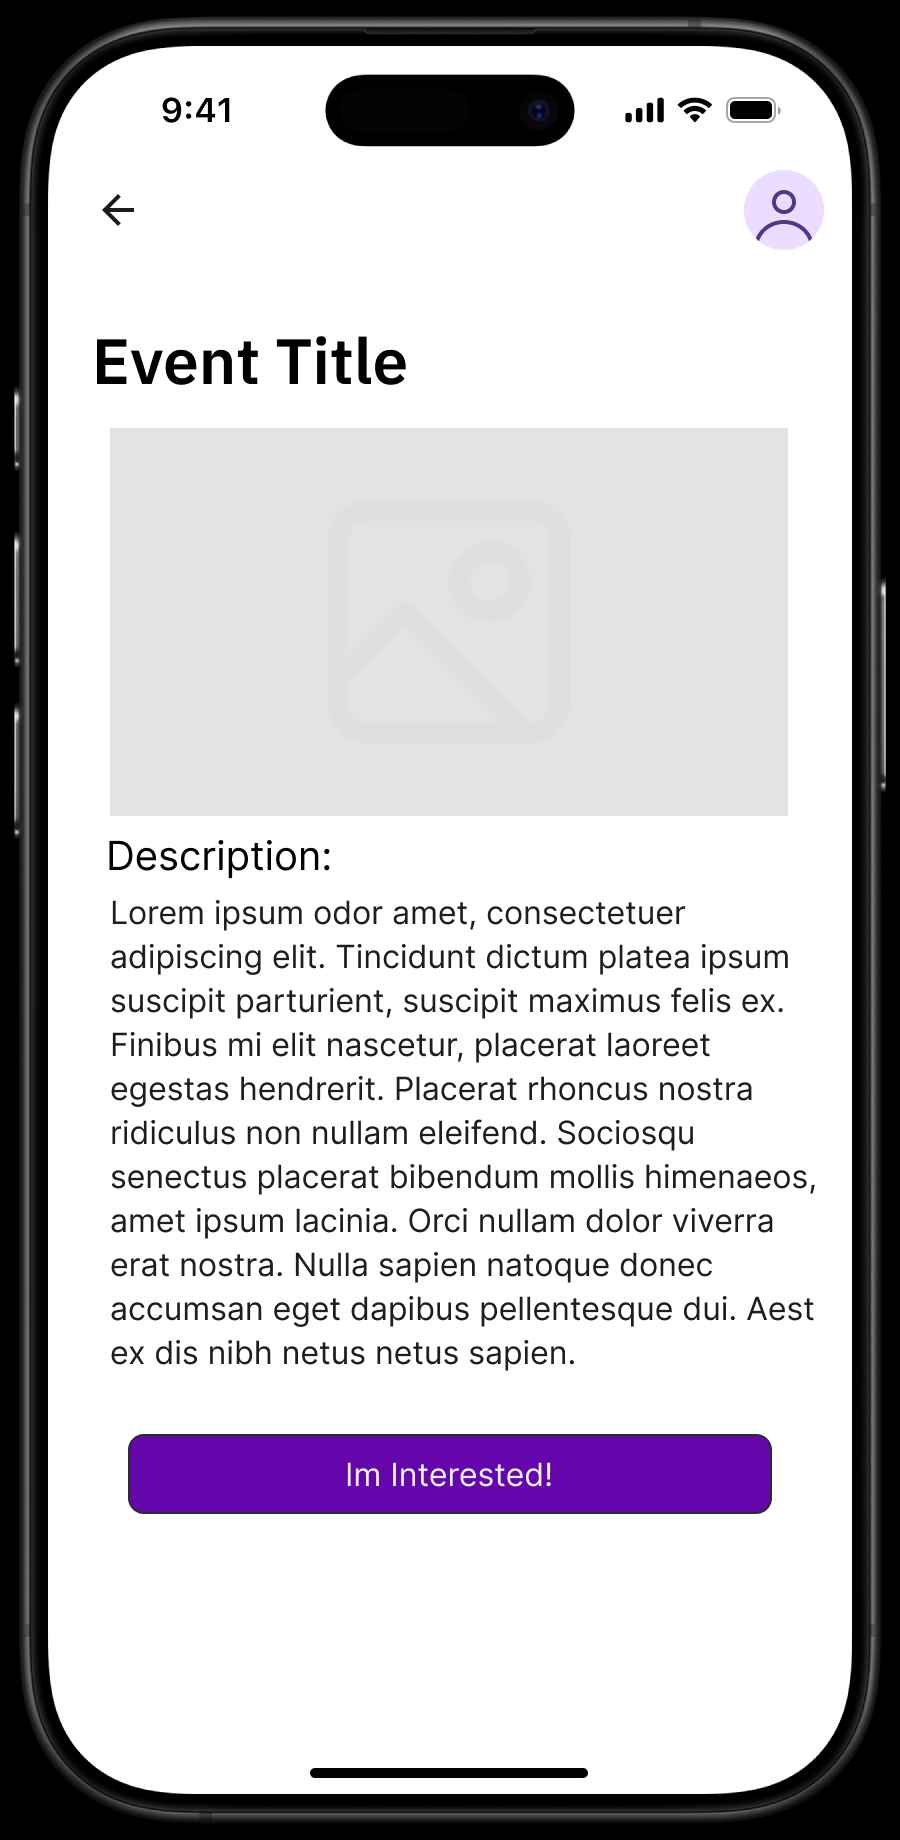 9:41
Event Title
Description:
Lorem ipsum odor amet, consectetuer
adipiscing elit. Tincidunt dictum platea ipsum
suscipit parturient, suscipit maximus felis ex.
Finibus mi elit nascetur, placerat laoreet
egestas hendrerit. Placerat rhoncus nostra
ridiculus non nullam eleifend. Sociosqu
senectus placerat bibendum mollis himenaeos,
amet ipsum lacinia. Orci nullam dolor viverra
erat nostra. Nulla sapien natoque donec
accumsan eget dapibus pellentesque dui. Aest
ex dis nibh netus netus sapien.
Im Interested!